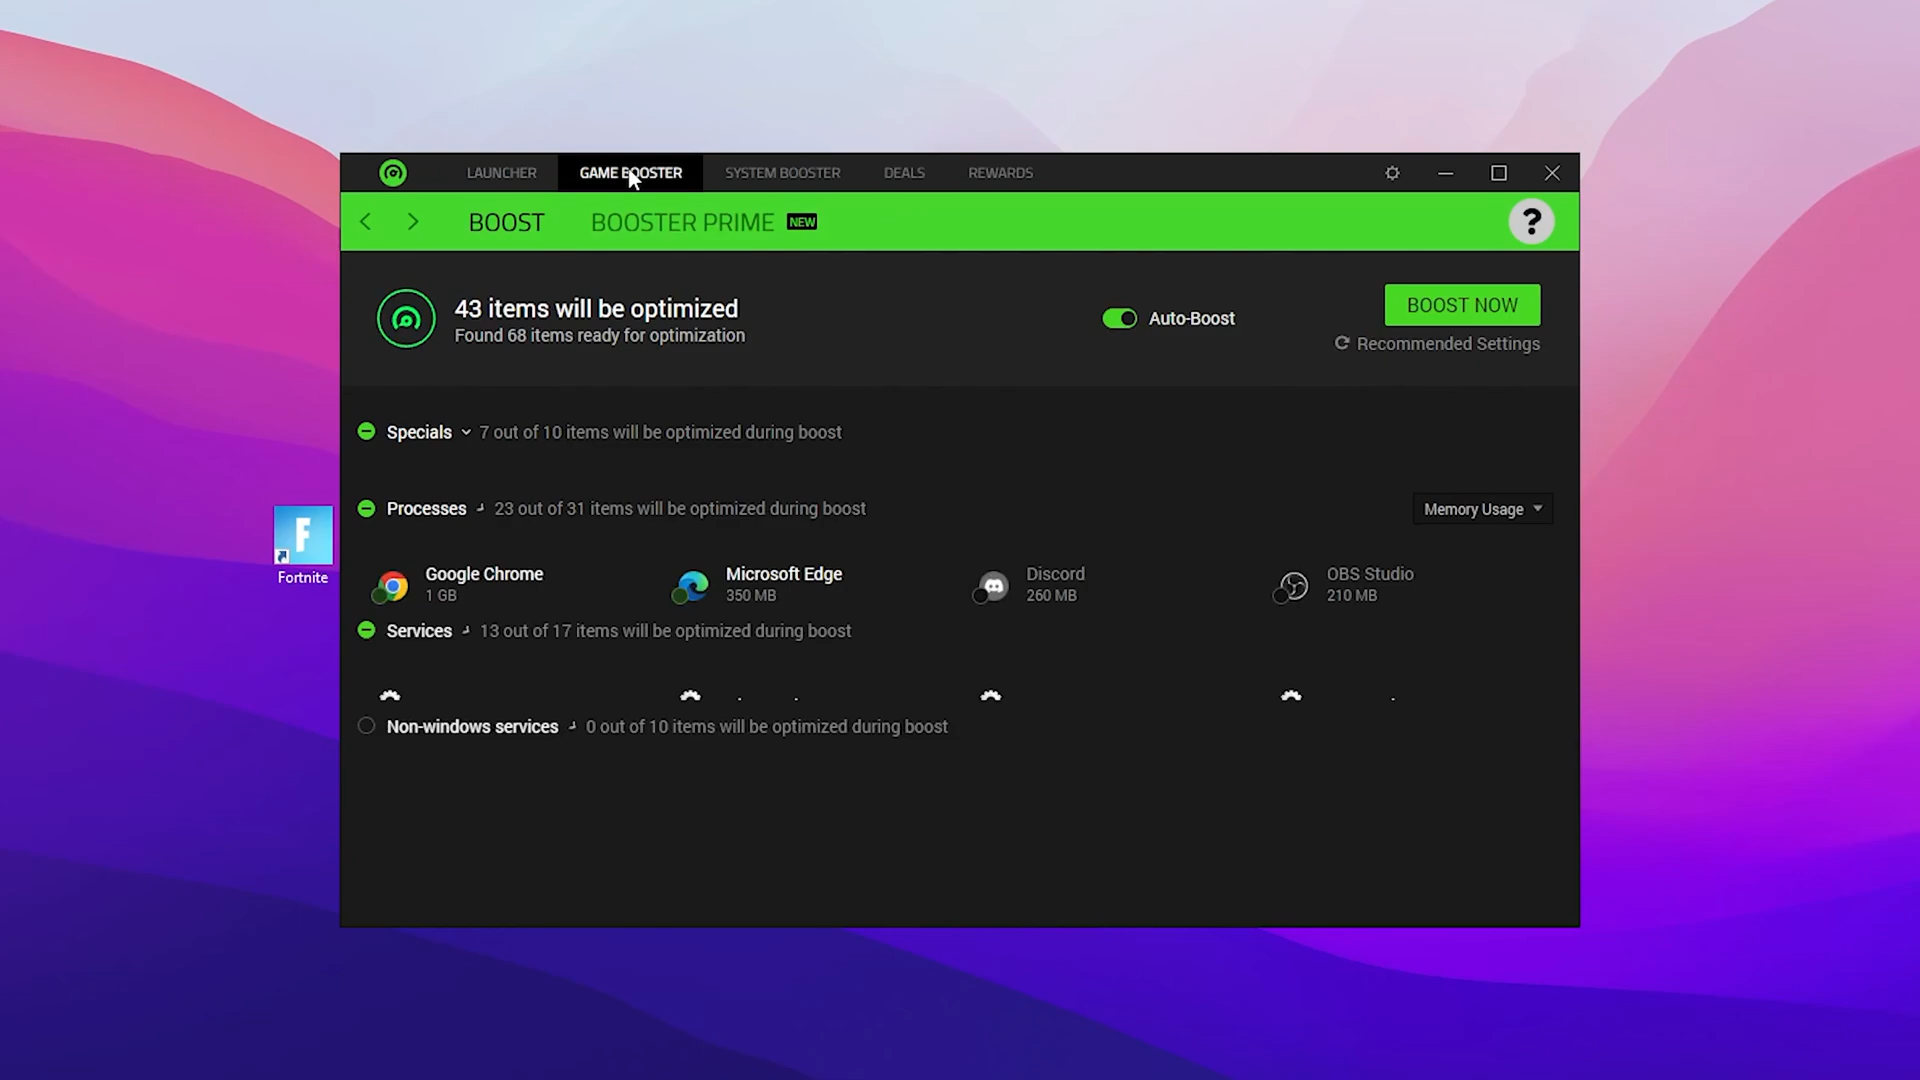 LAUNCHER GAME BOOSTER SYSTEM BOOSTER DEALS REWARDS
BOOST BOOSTER PRIME NEW ?
43 items will be optimized
Found 68 items ready for optimization
Auto-Boost
BOOST NOW
Recommended Settings
Specials 7 out of 10 items will be optimized during boost
Processes 23 out of 31 items will be optimized during boost
Memory Usage
Google Chrome
1 GB
Microsoft Edge
350 MB
Discord
260 MB
OBS Studio
210 MB
Services 13 out of 17 items will be optimized during boost
Non-windows services 0 out of 10 items will be optimized during boost
F
Fortnite